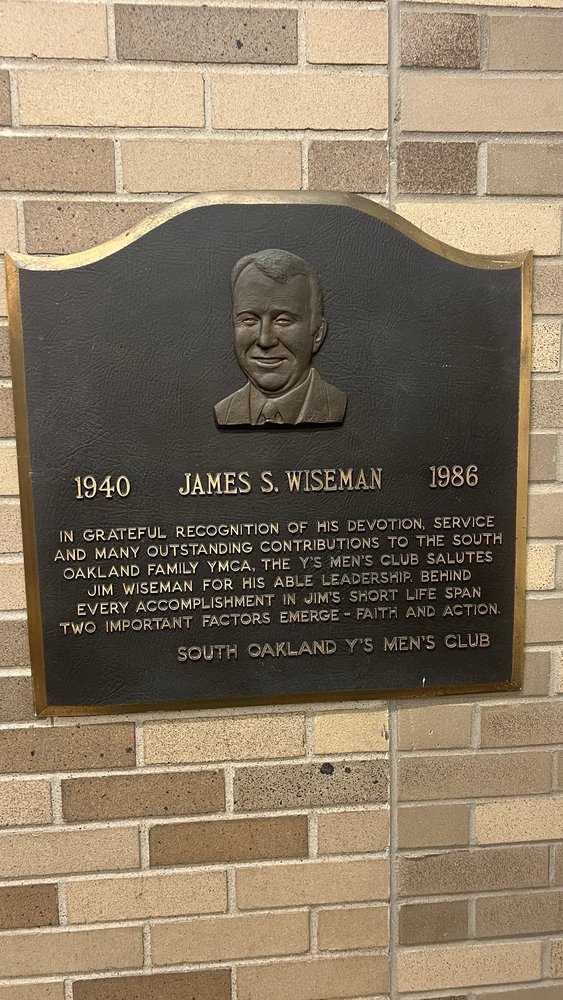 1940 JAMES S. WISEMAN 1986
IN GRATEFUL RECOGNITION OF HIS DEVOTION, SERVICE
AND MANY OUTSTANDING CONTRIBUTIONS TO THE SOUTH
OAKLAND FAMILY YMCA, THE Y'S MEN'S CLUB SALUTES
JIM WISEMAN FOR HIS ABLE LEADERSHIP. BEHIND
EVERY ACCOMPLISHMENT IN JIM'S SHORT LIFE SPAN
TWO IMPORTANT FACTORS EMERGE - FAITH AND ACTION.
SOUTH OAKLAND Y'S MEN'S CLUB